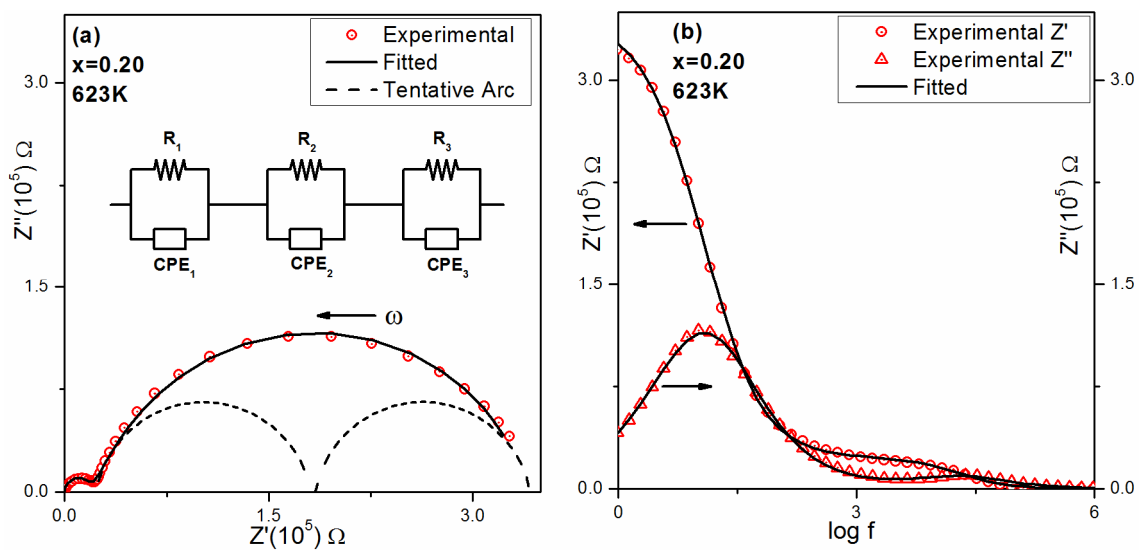 (a)
x=0.20
623K
Experimental
Fitted
Tentative Arc
R1
R2
R3
CPE1
CPE2
CPE3
ω
3.0
1.5
0.0
Z''(10^5) Ω
0.0
1.5
3.0
Z'(10^5) Ω
(b)
x=0.20
623K
Experimental Z'
Experimental Z''
Fitted
3.0
1.5
0.0
Z'(10^5) Ω
3.0
1.5
0.0
Z''(10^5) Ω
0
3
6
log f